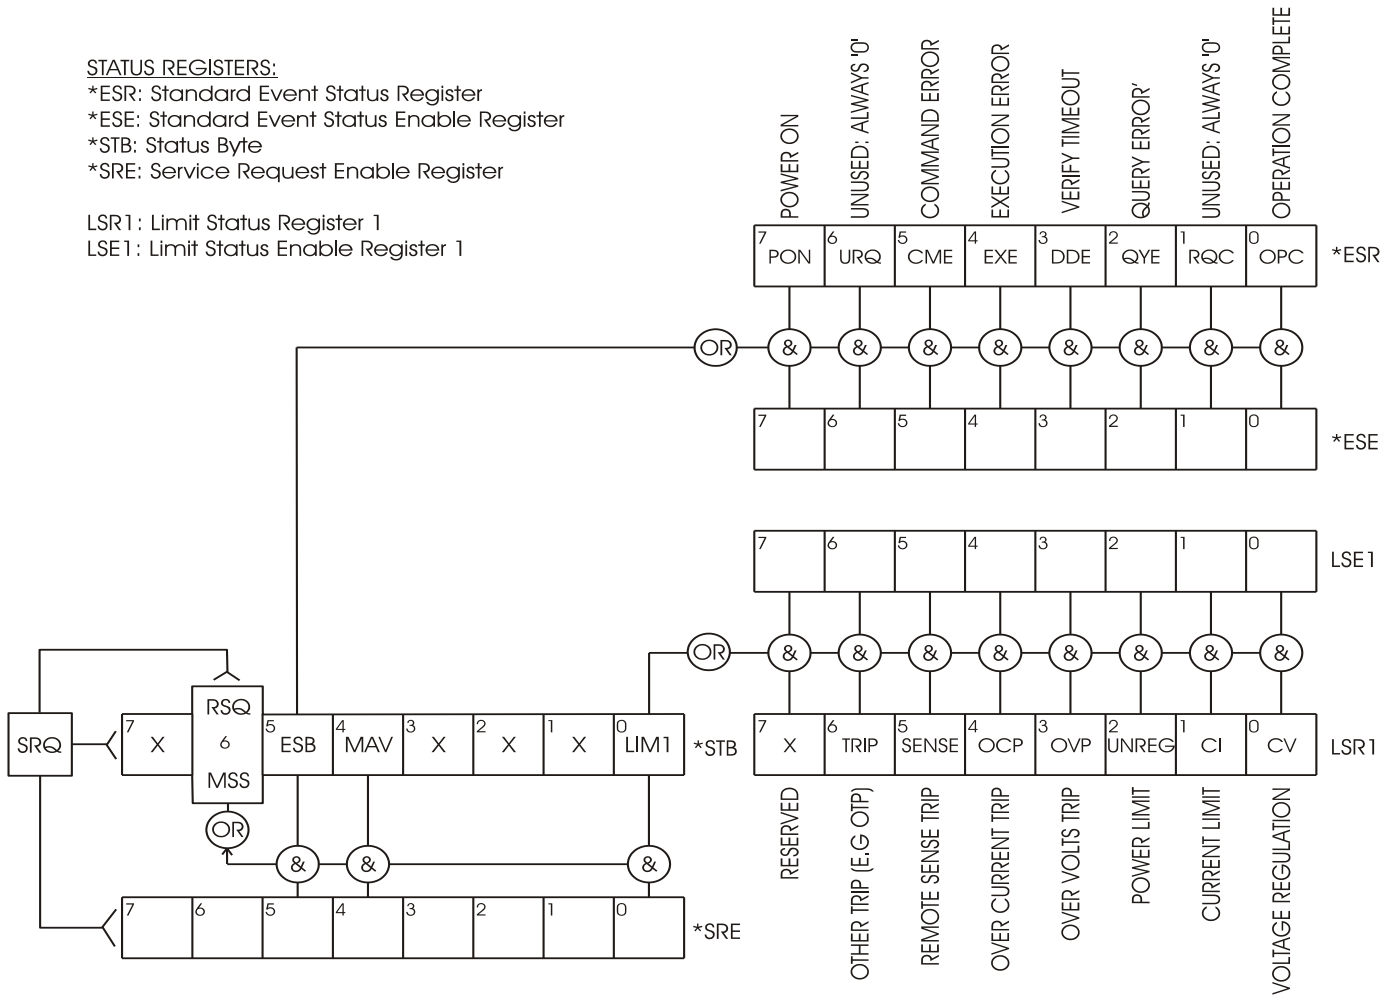 STATUS REGISTERS:
*ESR: Standard Event Status Register
*ESE: Standard Event Status Enable Register
*STB: Status Byte
*SRE: Service Request Enable Register
LSR1: Limit Status Register 1
LSE1: Limit Status Enable Register 1
POWER ON
UNUSED: ALWAYS '0'
COMMAND ERROR
EXECUTION ERROR
VERIFY TIMEOUT
QUERY ERROR'
UNUSED: ALWAYS '0'
OPERATION COMPLETE
7 6 5 4 3 2 1 0
PON URQ CME EXE DDE QYE RQC OPC *ESR
OR & & & & & & & &
7 6 5 4 3 2 1 0
*ESE
7 6 5 4 3 2 1 0
LSE1
OR & & & & & & & &
7 6 5 4 3 2 1 0
X TRIP SENSE OCP OVP UNREG CI CV LSR1
RESERVED
OTHER TRIP (E.G OTP)
REMOTE SENSE TRIP
OVER CURRENT TRIP
OVER VOLTS TRIP
POWER LIMIT
CURRENT LIMIT
VOLTAGE REGULATION
SRQ
RSQ
7 6 5 4 3 2 1 0
X ESB MAV X X X LIM1 *STB
MSS
OR
& & &
7 6 5 4 3 2 1 0
*SRE